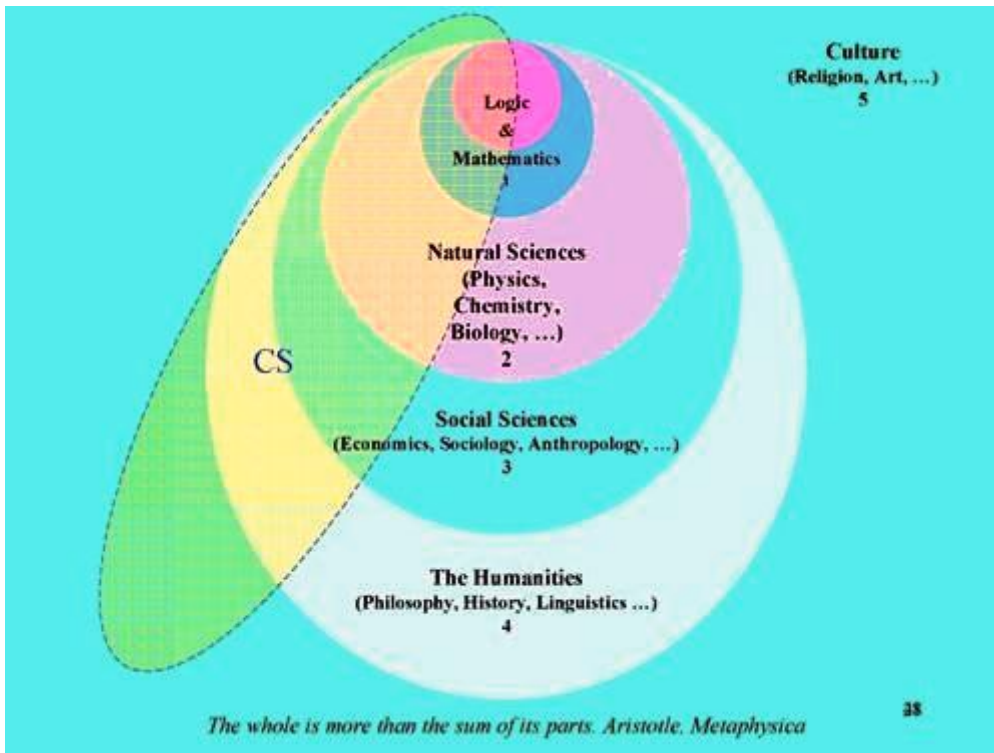 Culture
(Religion, Art, ...)
5
Logic
&
Mathematics
1
Natural Sciences
(Physics,
Chemistry,
Biology, ...)
2
CS
Social Sciences
(Economics, Sociology, Anthropology, ...)
3
The Humanities
(Philosophy, History, Linguistics ...)
4
The whole is more than the sum of its parts. Aristotle, Metaphysica